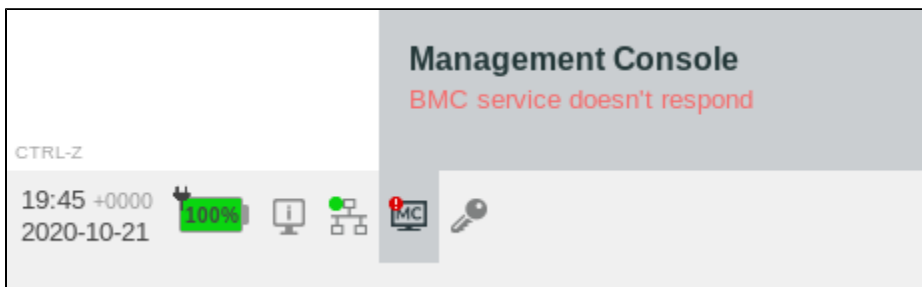 Management Console
BMC service doesn't respond
CTRL-Z
19:45 +0000
2020-10-21
100%
i
MC